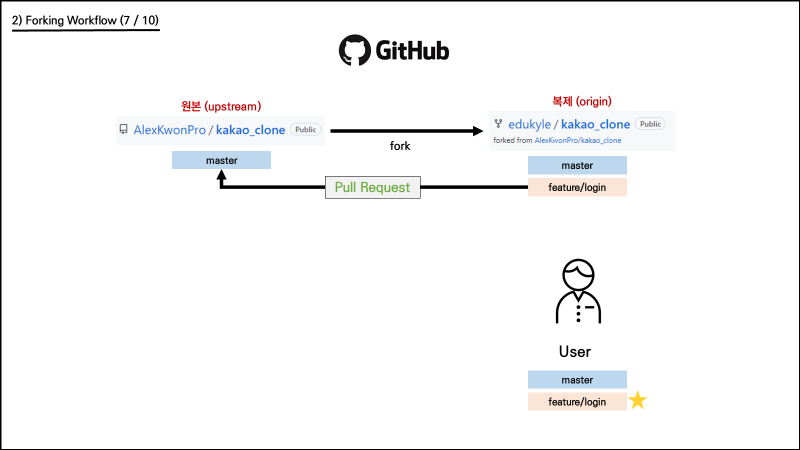 2) Forking Workflow (7 / 10)
GitHub
원본 (upstream)
AlexKwonPro / kakao_clone Public
master
fork
복제 (origin)
edukyle / kakao_clone Public
forked from AlexKwonPro/kakao_clone
master
feature/login
Pull Request
User
master
feature/login